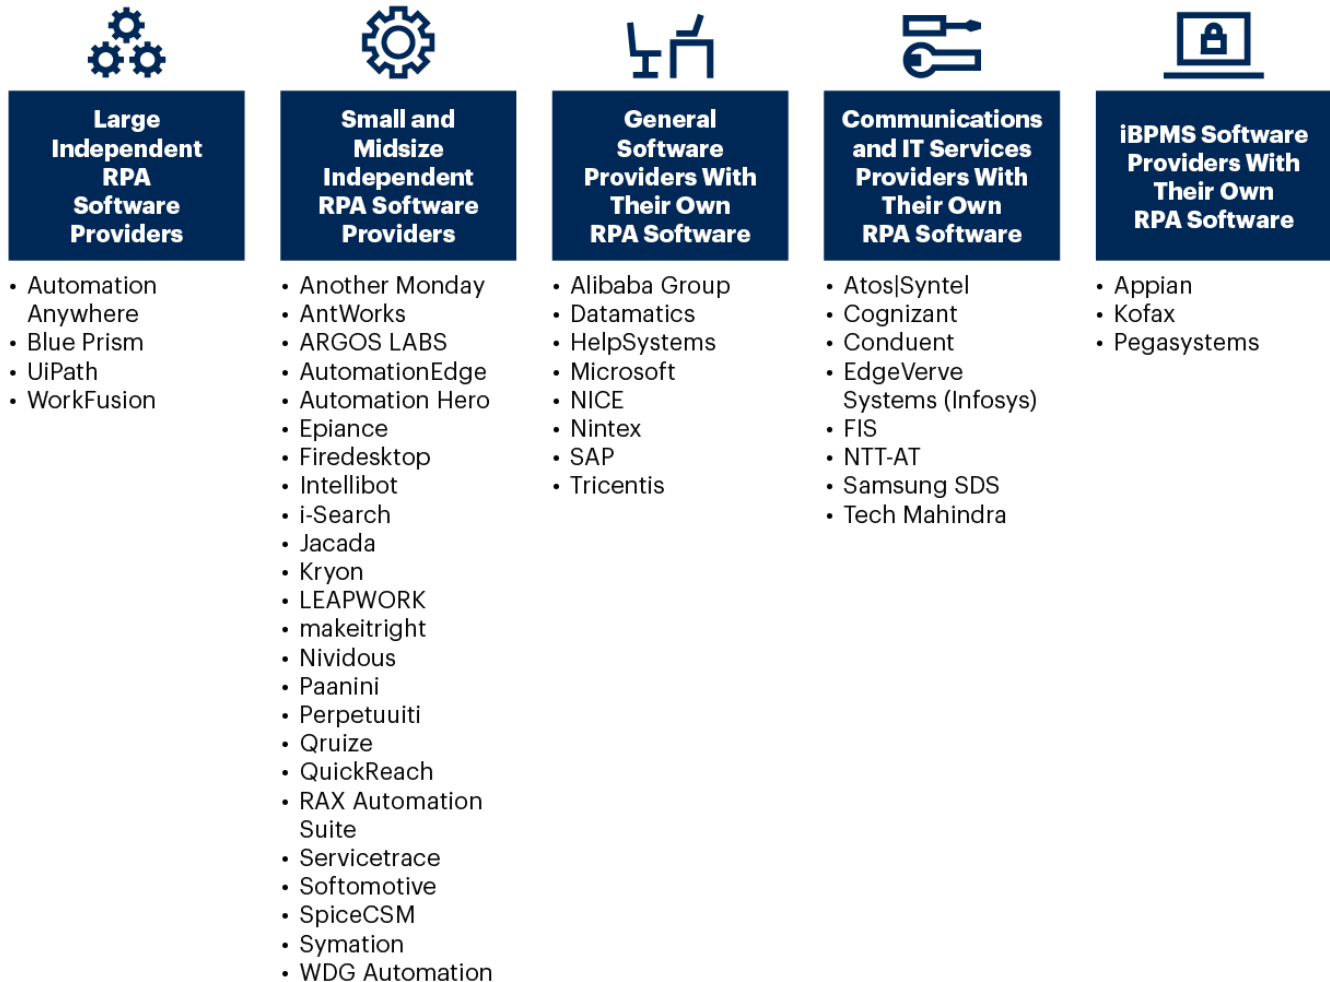 Large
Independent
RPA
Software
Providers
• Automation
Anywhere
• Blue Prism
• UiPath
• WorkFusion
Small and
Midsize
Independent
RPA Software
Providers
• Another Monday
• AntWorks
• ARGOS LABS
• AutomationEdge
• Automation Hero
• Epiance
• Firedesktop
• Intellibot
• i-Search
• Jacada
• Kryon
• LEAPWORK
• makeitright
• Nividous
• Paanini
• Perpetuuiti
• Qruize
• QuickReach
• RAX Automation
Suite
• Servicetrace
• Softomotive
• SpiceCSM
• Symation
• WDG Automation
General
Software
Providers With
Their Own
RPA Software
• Alibaba Group
• Datamatics
• HelpSystems
• Microsoft
• NICE
• Nintex
• SAP
• Tricentis
Communications
and IT Services
Providers With
Their Own
RPA Software
• Atos|Syntel
• Cognizant
• Conduent
• EdgeVerve
Systems (Infosys)
• FIS
• NTT-AT
• Samsung SDS
• Tech Mahindra
iBPMS Software
Providers With
Their Own
RPA Software
• Appian
• Kofax
• Pegasystems